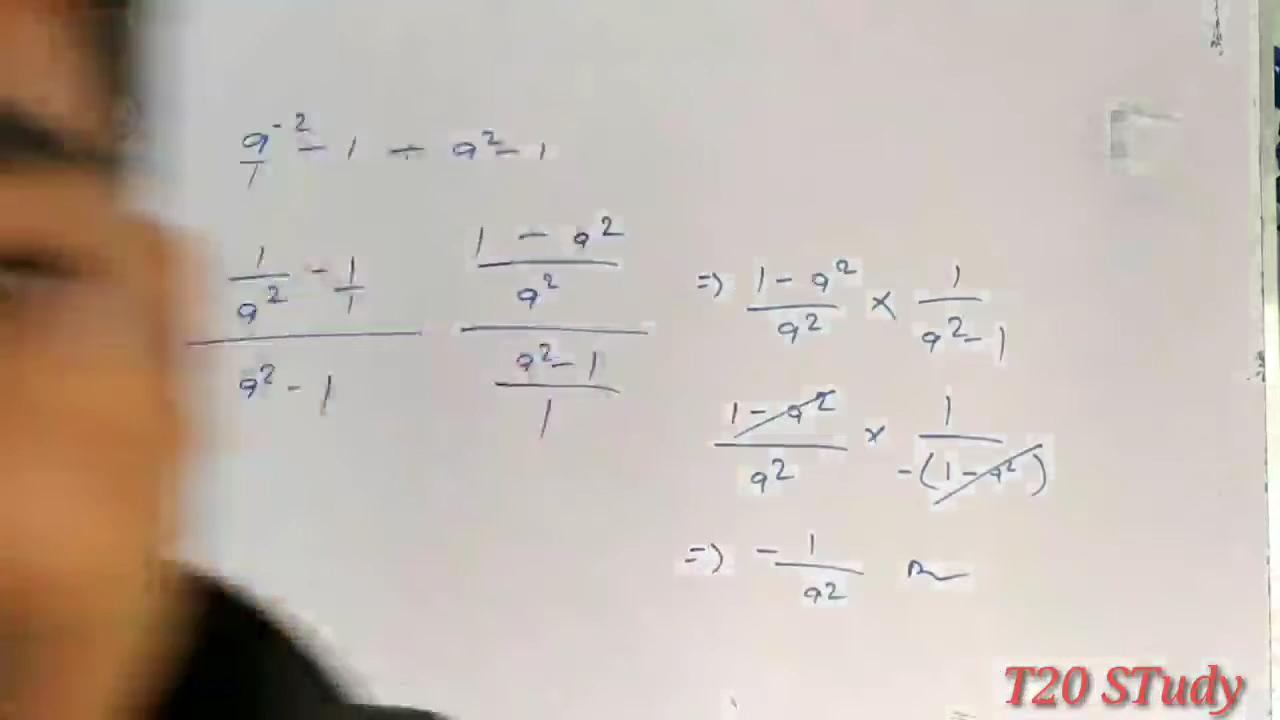 a⁻² - 1 ÷ a² - 1
/1
1/a² - 1/1
a² - 1
1 - a²
a²
a² - 1
1
=> (1 - a²)/a² × 1/(a² - 1)
(1 - a²)/a² × 1/-(1 - a²)
=> - 1/a²
T20 STudy